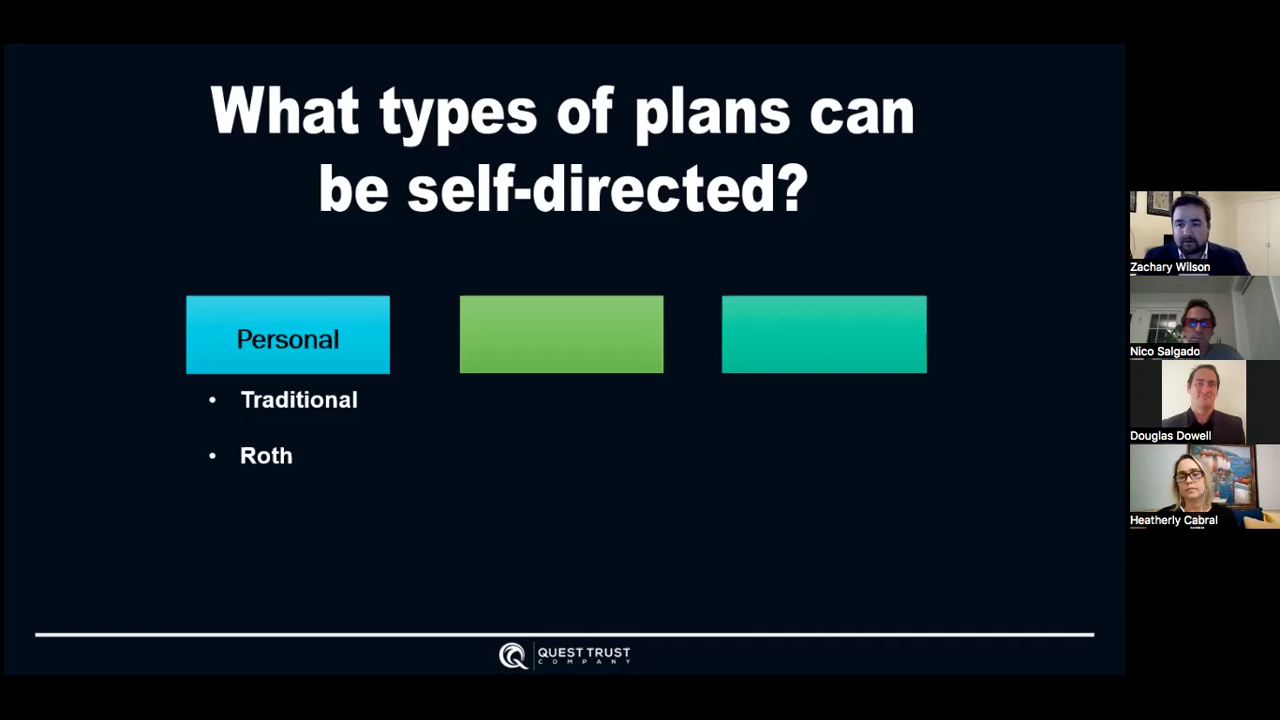 What types of plans can
be self-directed?
Personal
• Traditional
• Roth
QUEST TRUST
COMPANY
Zachary Wilson
Nico Salgado
Douglas Dowell
Heatherly Cabral